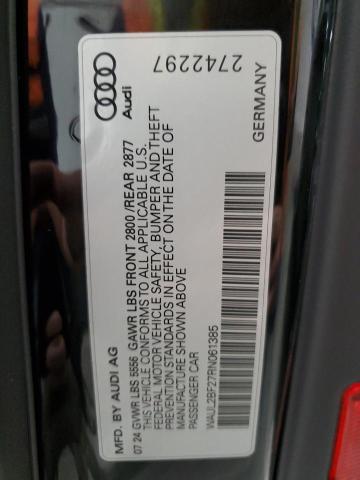 Audi
2742297
MFD. BY AUDI AG
07 24 GVWR LBS 5556 GAWR LBS FRONT 2800 /REAR 2877
THIS VEHICLE CONFORMS TO ALL APPLICABLE U.S.
FEDERAL MOTOR VEHICLE SAFETY, BUMPER AND THEFT
PREVENTION STANDARDS IN EFFECT ON THE DATE OF
MANUFACTURE SHOWN ABOVE
PASSENGER CAR
WAUL2BF27RN061385
GERMANY